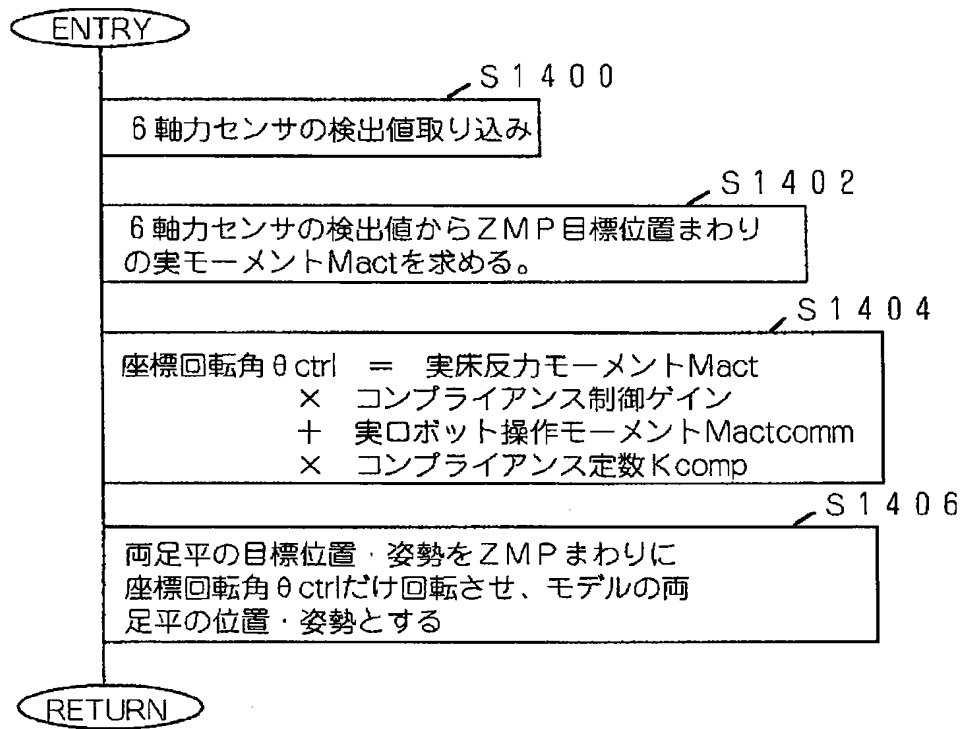 ENTRY
S1400
6軸力センサの検出値取り込み
S1402
6軸力センサの検出値からZMP目標位置まわり
の実モーメントMactを求める。
S1404
座標回転角θctrl = 実床反力モーメントMact
× コンプライアンス制御ゲイン
+ 実ロボット操作モーメントMactcomm
× コンプライアンス定数Kcomp
S1406
両足平の目標位置・姿勢をZMPまわりに
座標回転角θctrlだけ回転させ、モデルの両
足平の位置・姿勢とする
RETURN